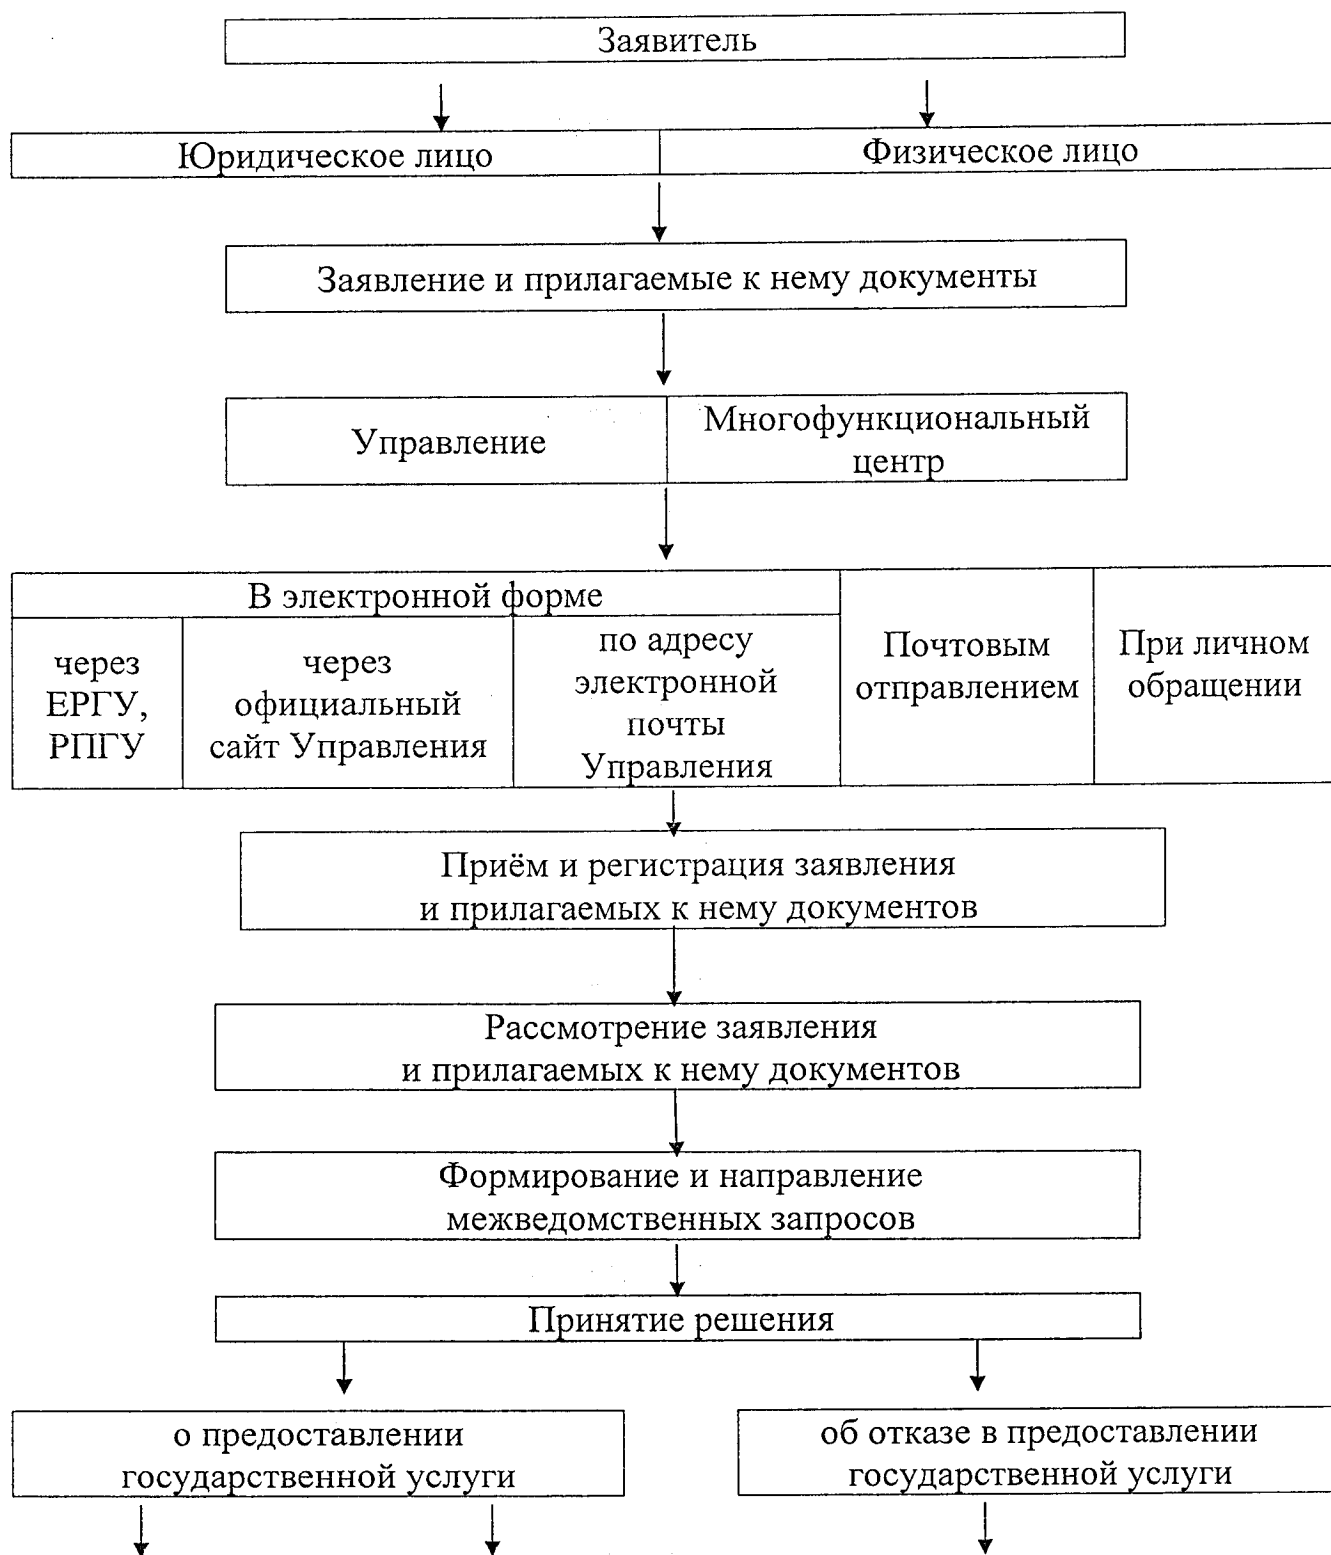 Заявитель
Юридическое лицо
Физическое лицо
Заявление и прилагаемые к нему документы
Управление
Многофункциональный
центр
В электронной форме
через
ЕРГУ,
РПГУ
через
официальный
сайт Управления
по адресу
электронной
почты
Управления
Почтовым
отправлением
При личном
обращении
Приём и регистрация заявления
и прилагаемых к нему документов
Рассмотрение заявления
и прилагаемых к нему документов
Формирование и направление
межведомственных запросов
Принятие решения
о предоставлении
государственной услуги
об отказе в предоставлении
государственной услуги